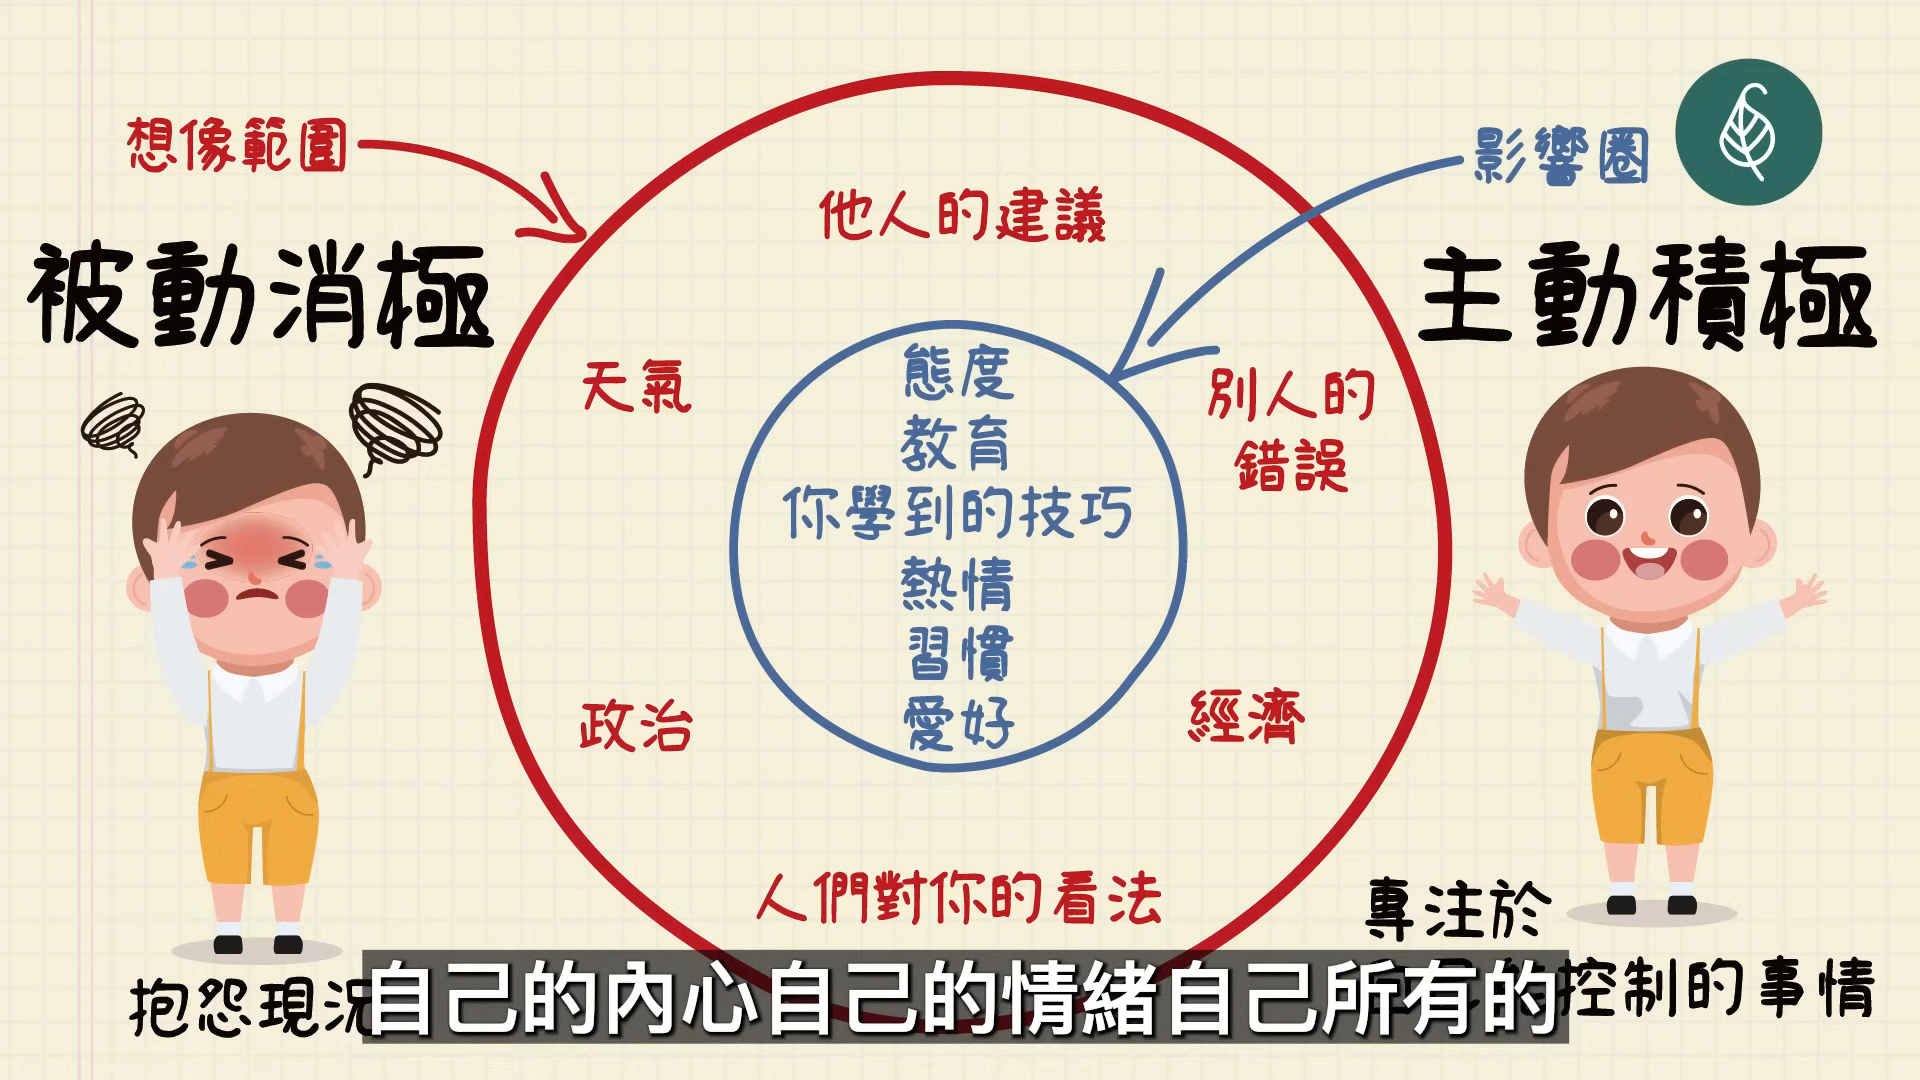 想像範圍
影響圈
被動消極
主動積極
他人的建議
天氣
別人的
錯誤
態度
教育
你學到的技巧
熱情
習慣
愛好
政治
經濟
人們對你的看法
專注於
控制的事情
抱怨現況
自己的內心自己的情緒自己所有的